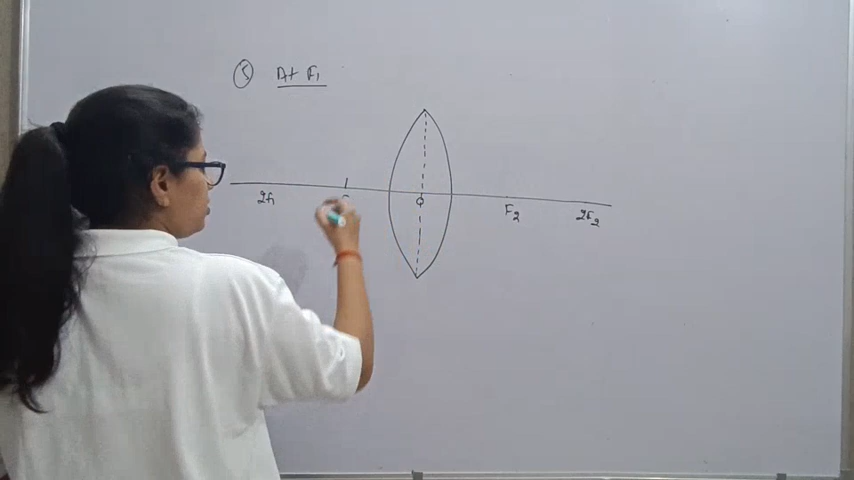 ⑤ At F₁
2F₁ O F₂ 2F₂